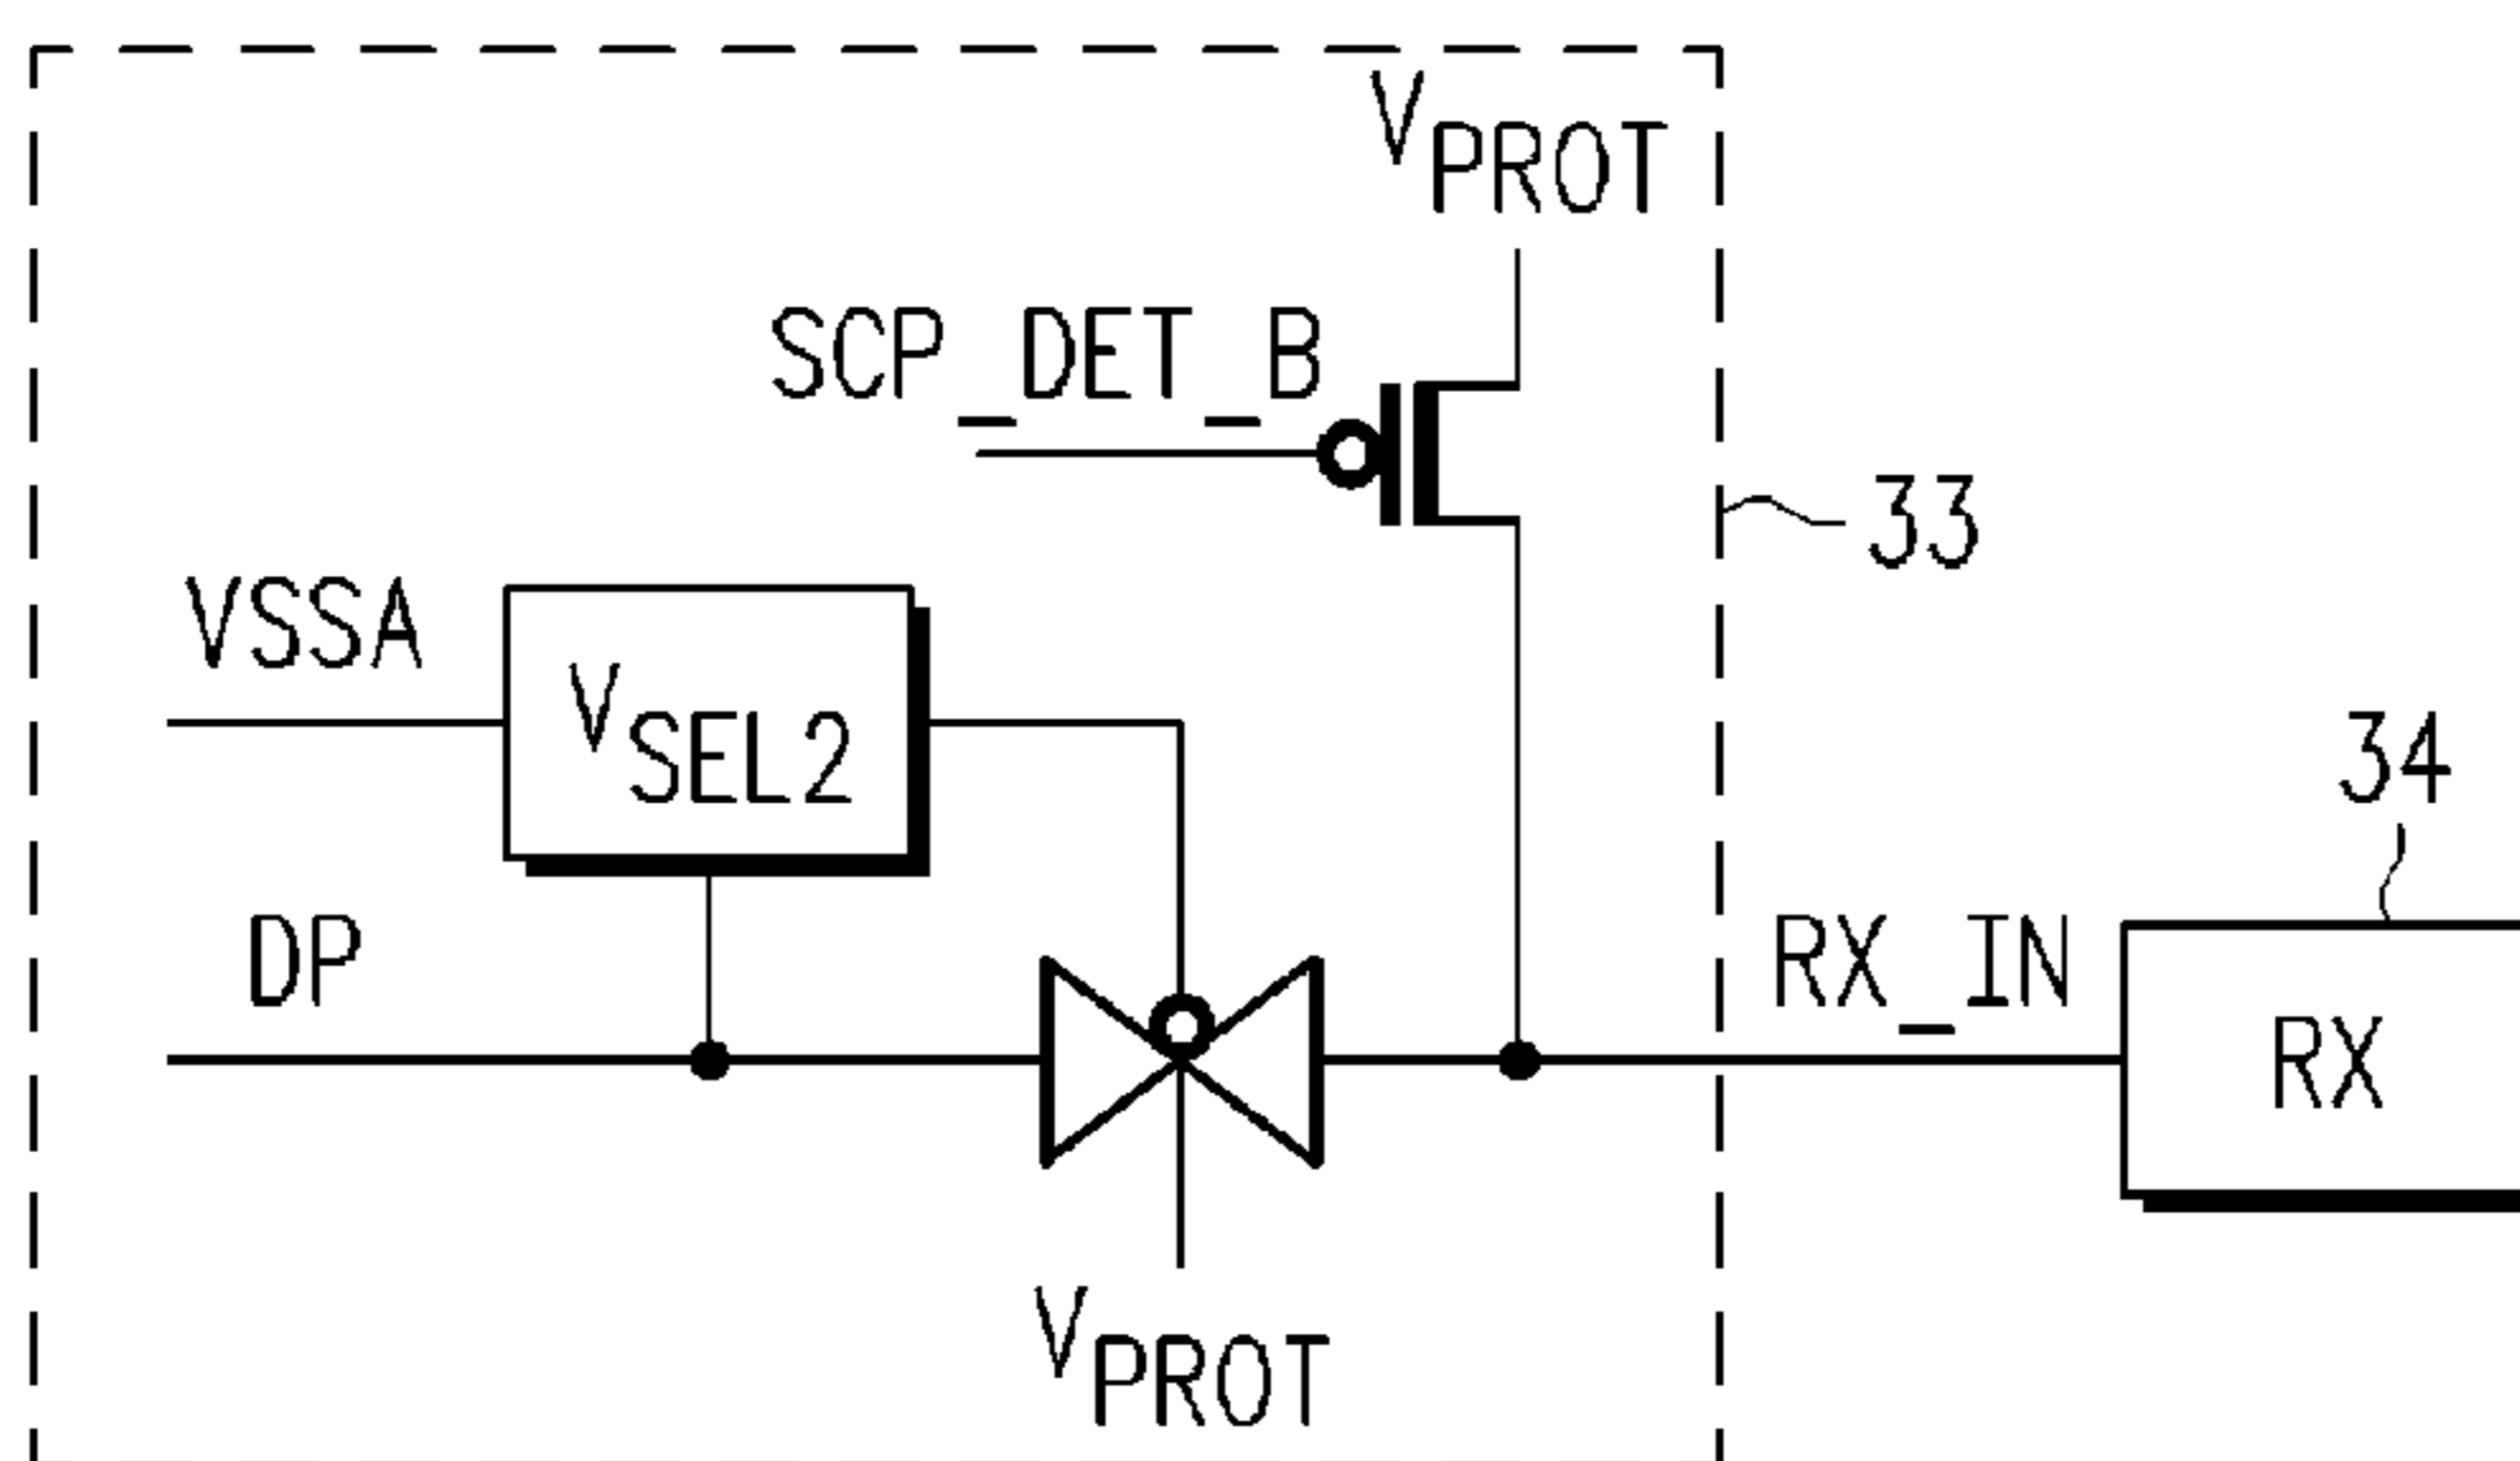 VPROT
SCP_DET_B
33
VSSA
VSEL2
34
DP
RX_IN
RX
VPROT